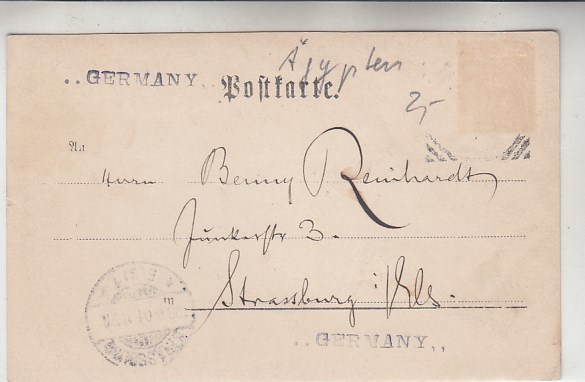 Ägypten
..GERMANY..
Postkarte.
2,-
An
Herrn Benny Reinhardt
Junkerstr 3.
Strassburg i/Els.
..GERMANY,,